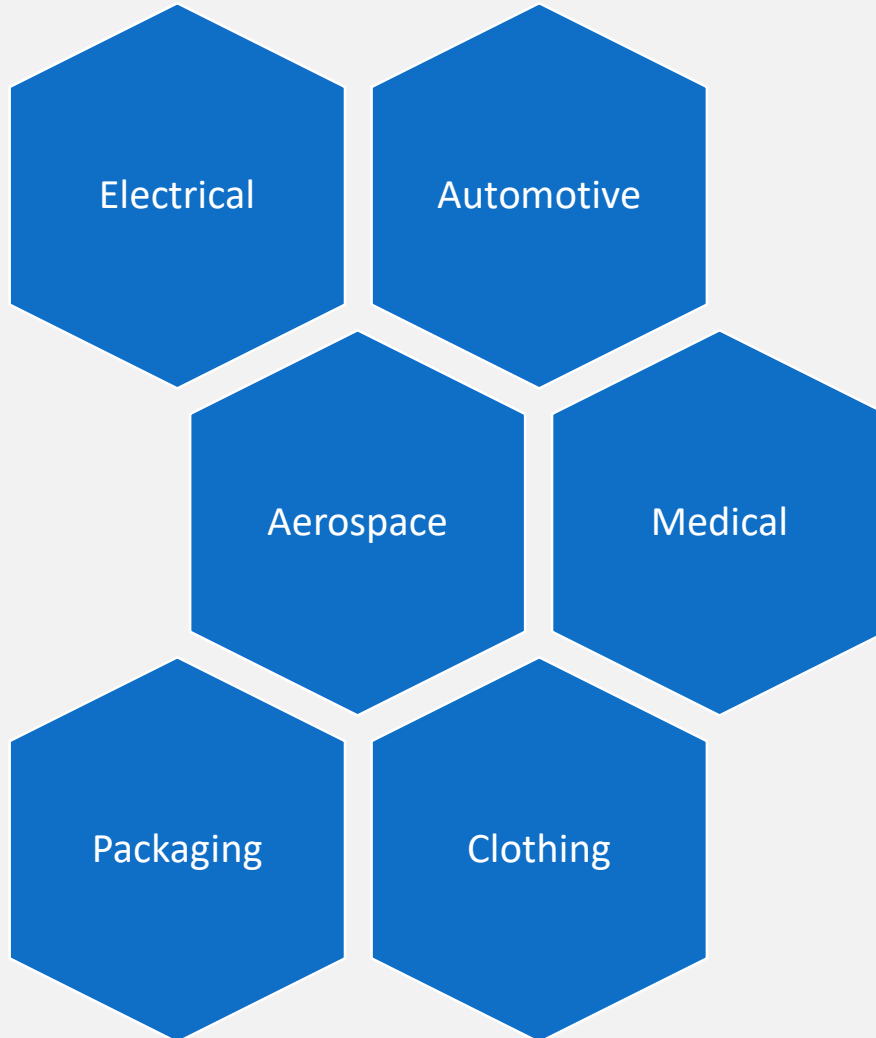 Electrical
Automotive
Aerospace
Medical
Packaging
Clothing